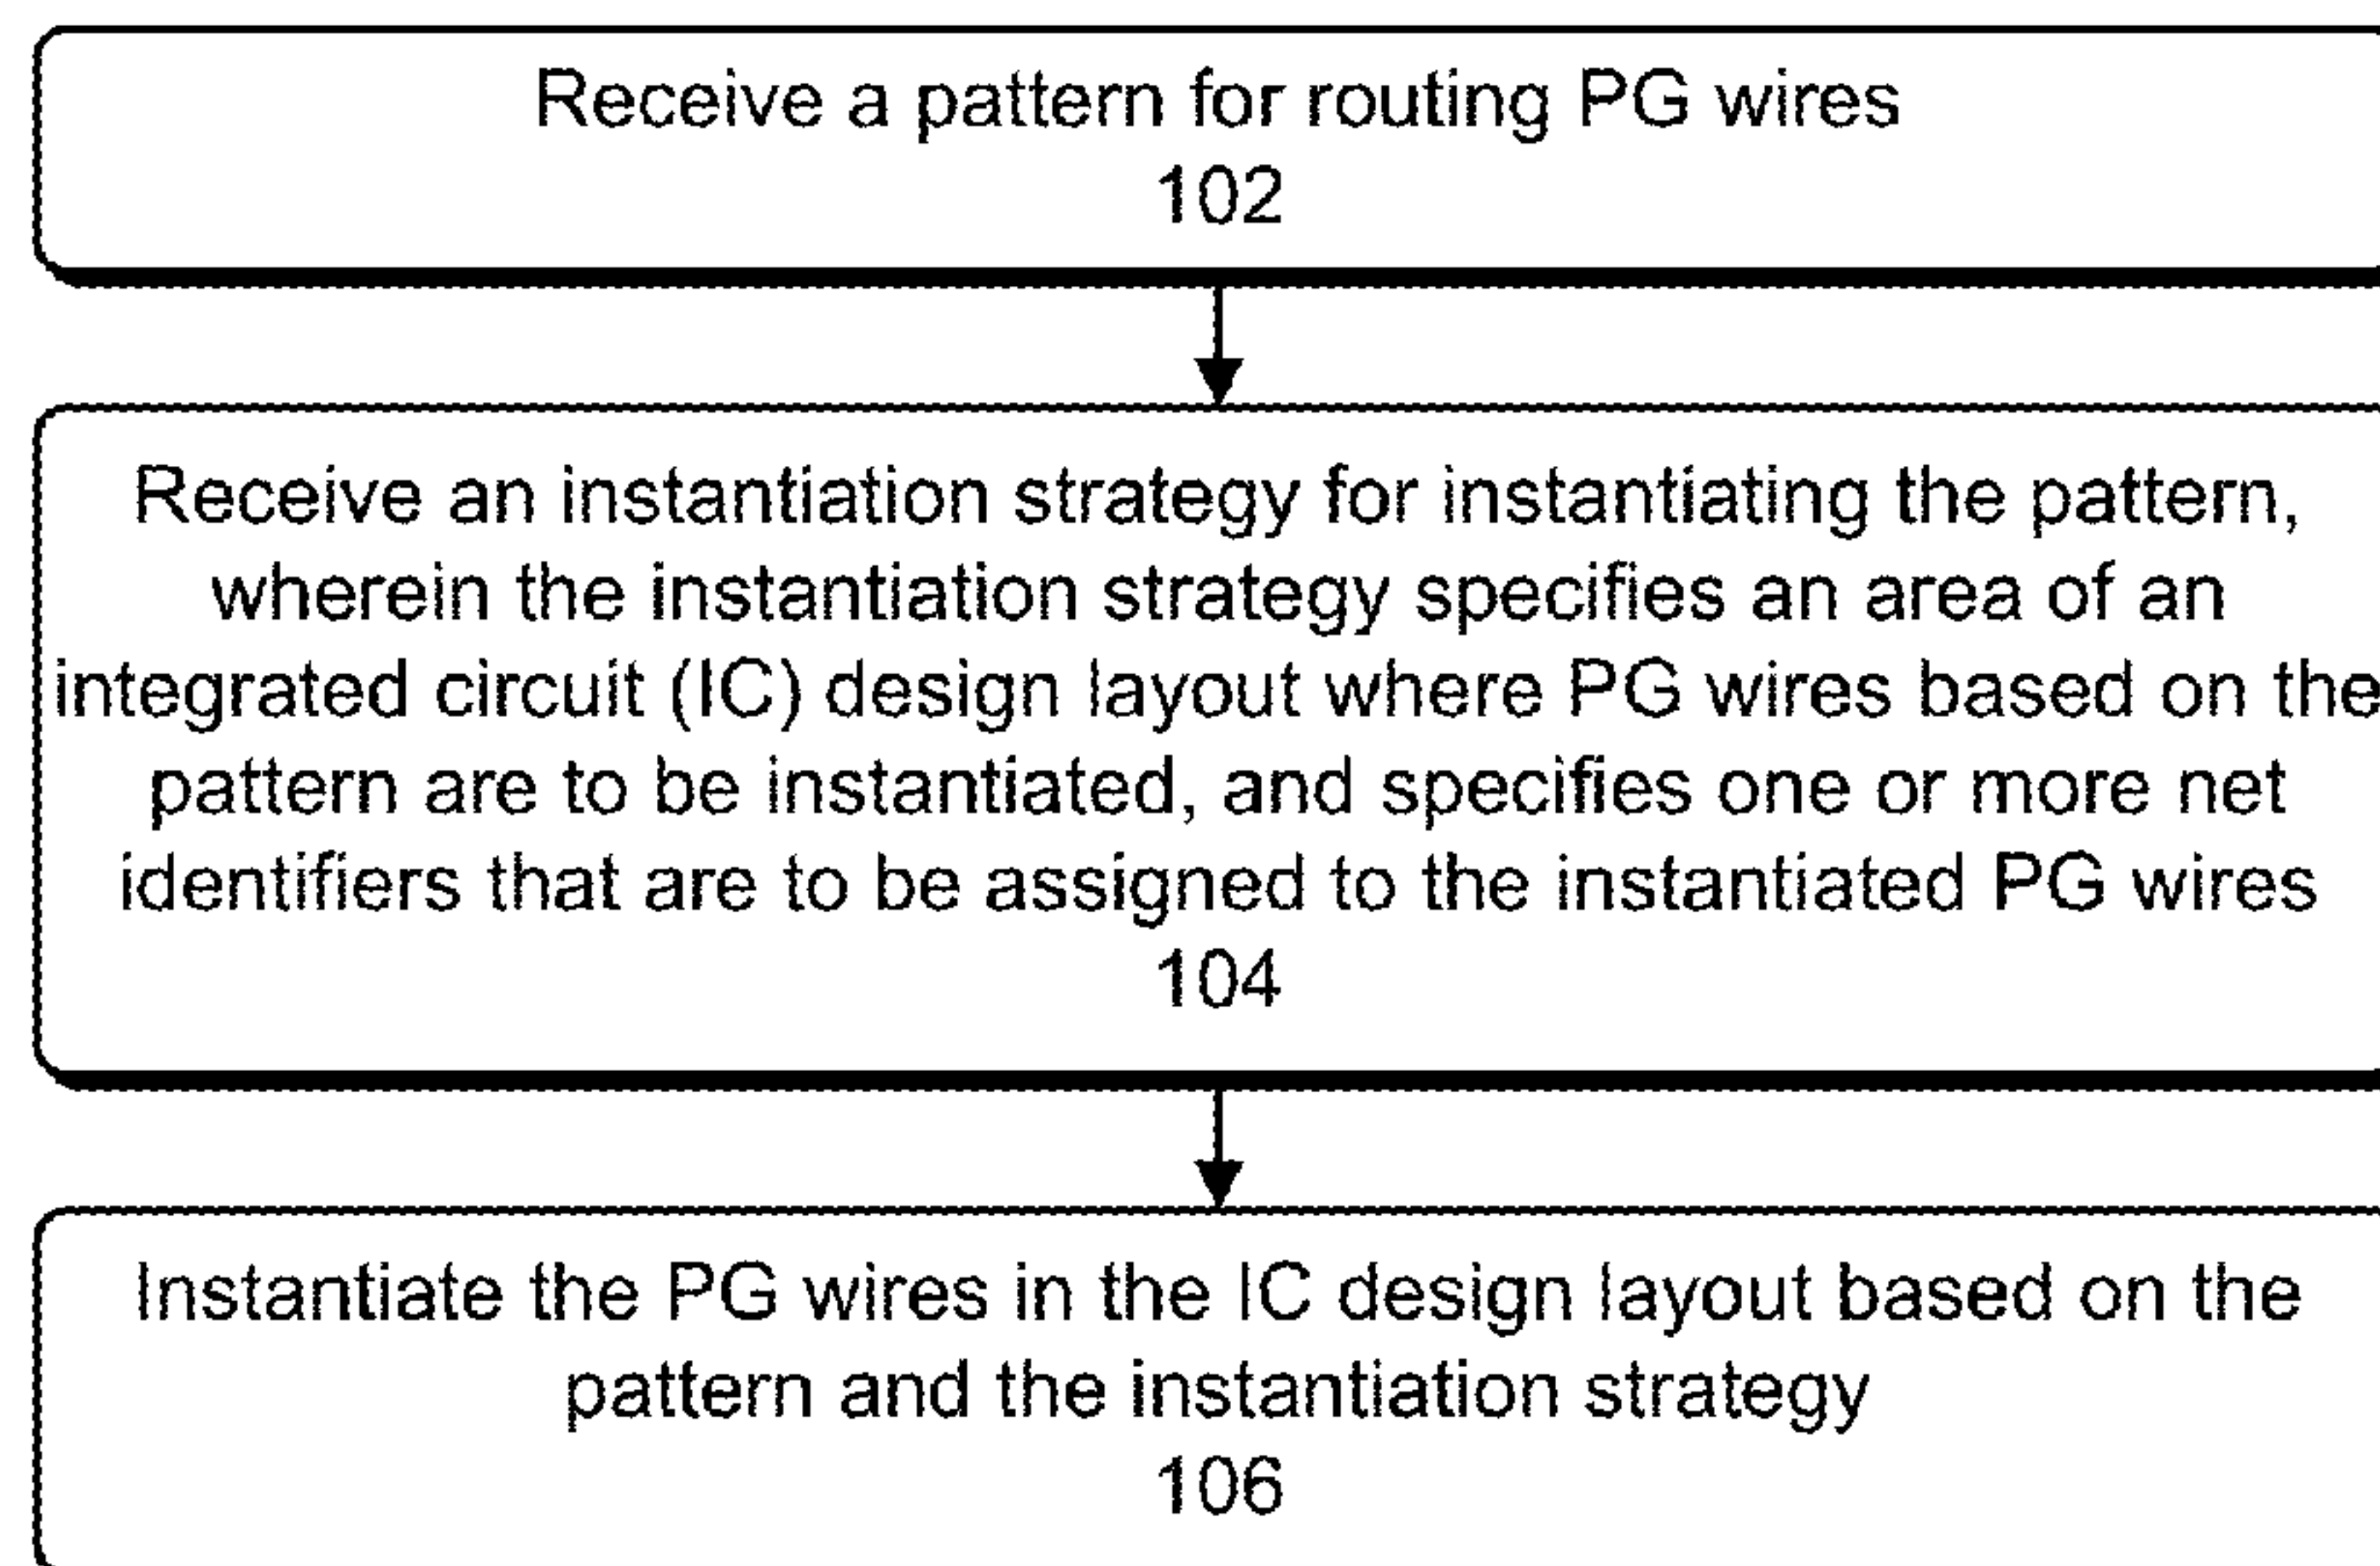 Receive a pattern for routing PG wires
102
Receive an instantiation strategy for instantiating the pattern,
wherein the instantiation strategy specifies an area of an
integrated circuit (IC) design layout where PG wires based on the
pattern are to be instantiated, and specifies one or more net
identifiers that are to be assigned to the instantiated PG wires
104
Instantiate the PG wires in the IC design layout based on the
pattern and the instantiation strategy
106